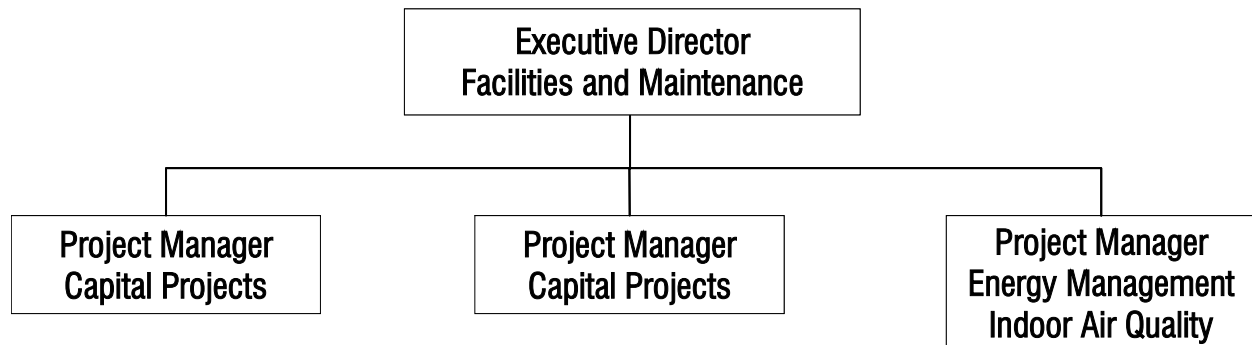 Executive Director
Facilities and Maintenance
Project Manager
Capital Projects
Project Manager
Capital Projects
Project Manager
Energy Management
Indoor Air Quality